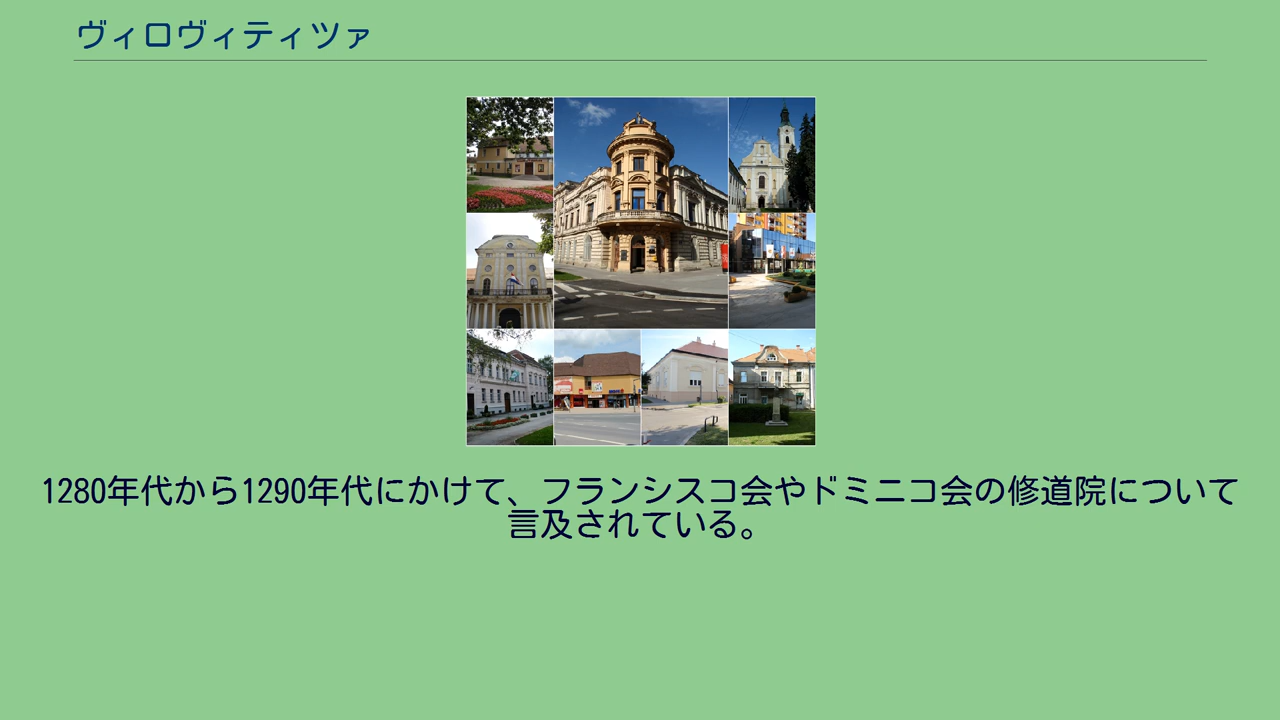 ヴィロヴィティツァ
1280年代から1290年代にかけて、フランシスコ会やドミニコ会の修道院について
言及されている。